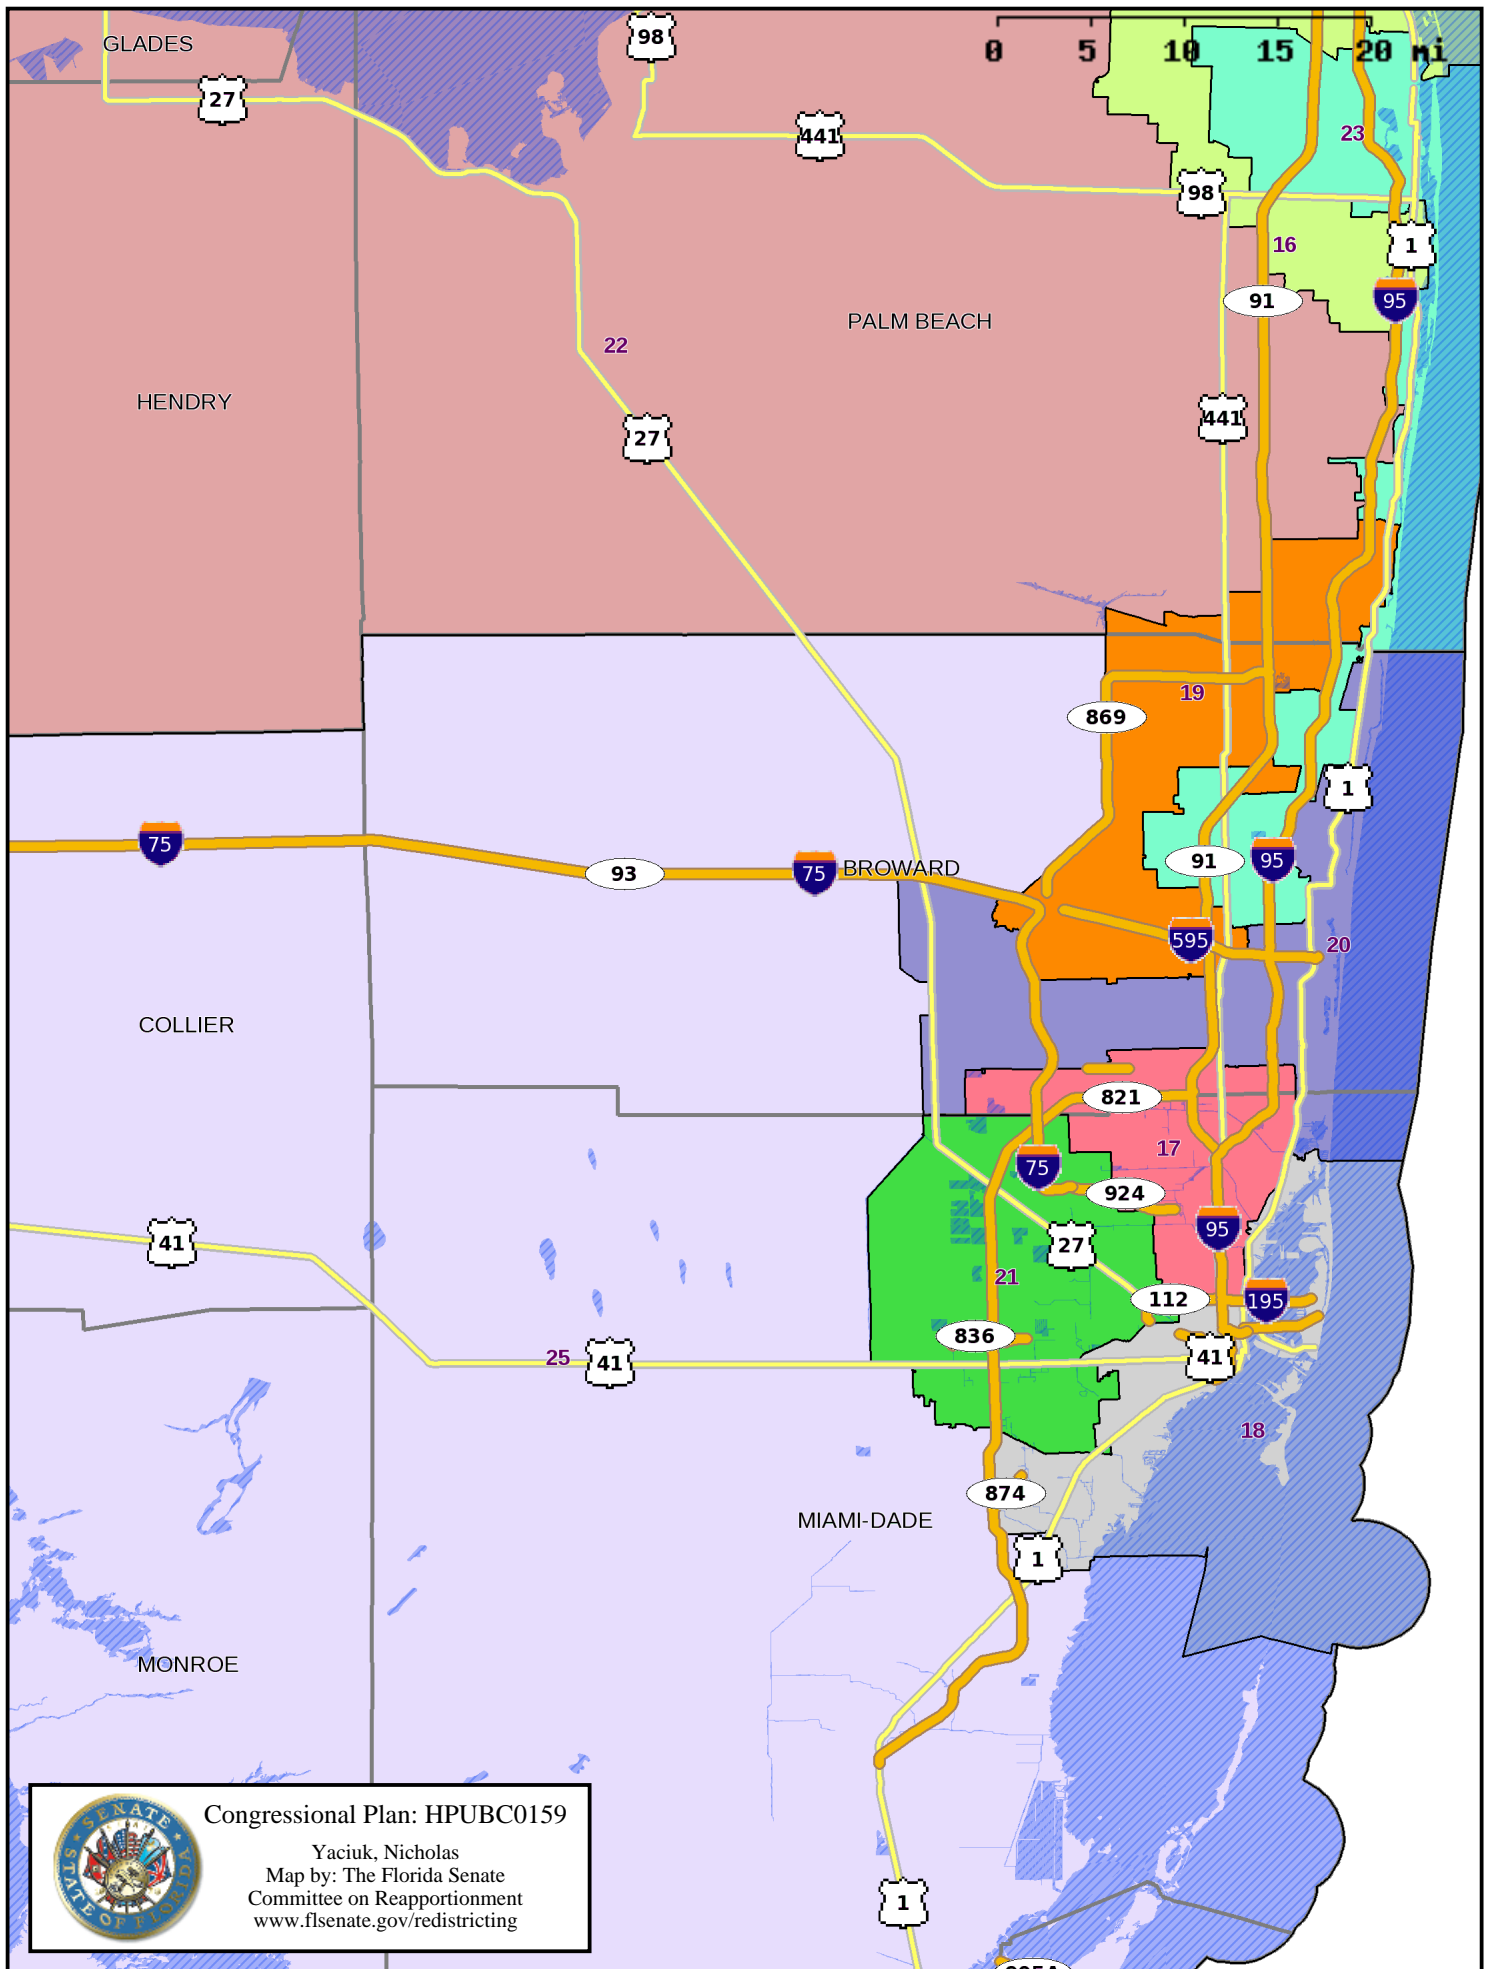 GLADES
98
0 5 10 15 20 mi
27
441
23
98
16
1
91
95
PALM BEACH
22
HENDRY
441
27
19
869
1
75
93
75
BROWARD
91
95
595
20
COLLIER
821
17
75
924
95
41
27
21
112
195
836
25
41
41
18
874
MIAMI-DADE
1
MONROE
SENATE
STATE OF FLORIDA
Congressional Plan: HPUBC0159
Yaciuk, Nicholas
Map by: The Florida Senate
Committee on Reapportionment
www.flsenate.gov/redistricting
1